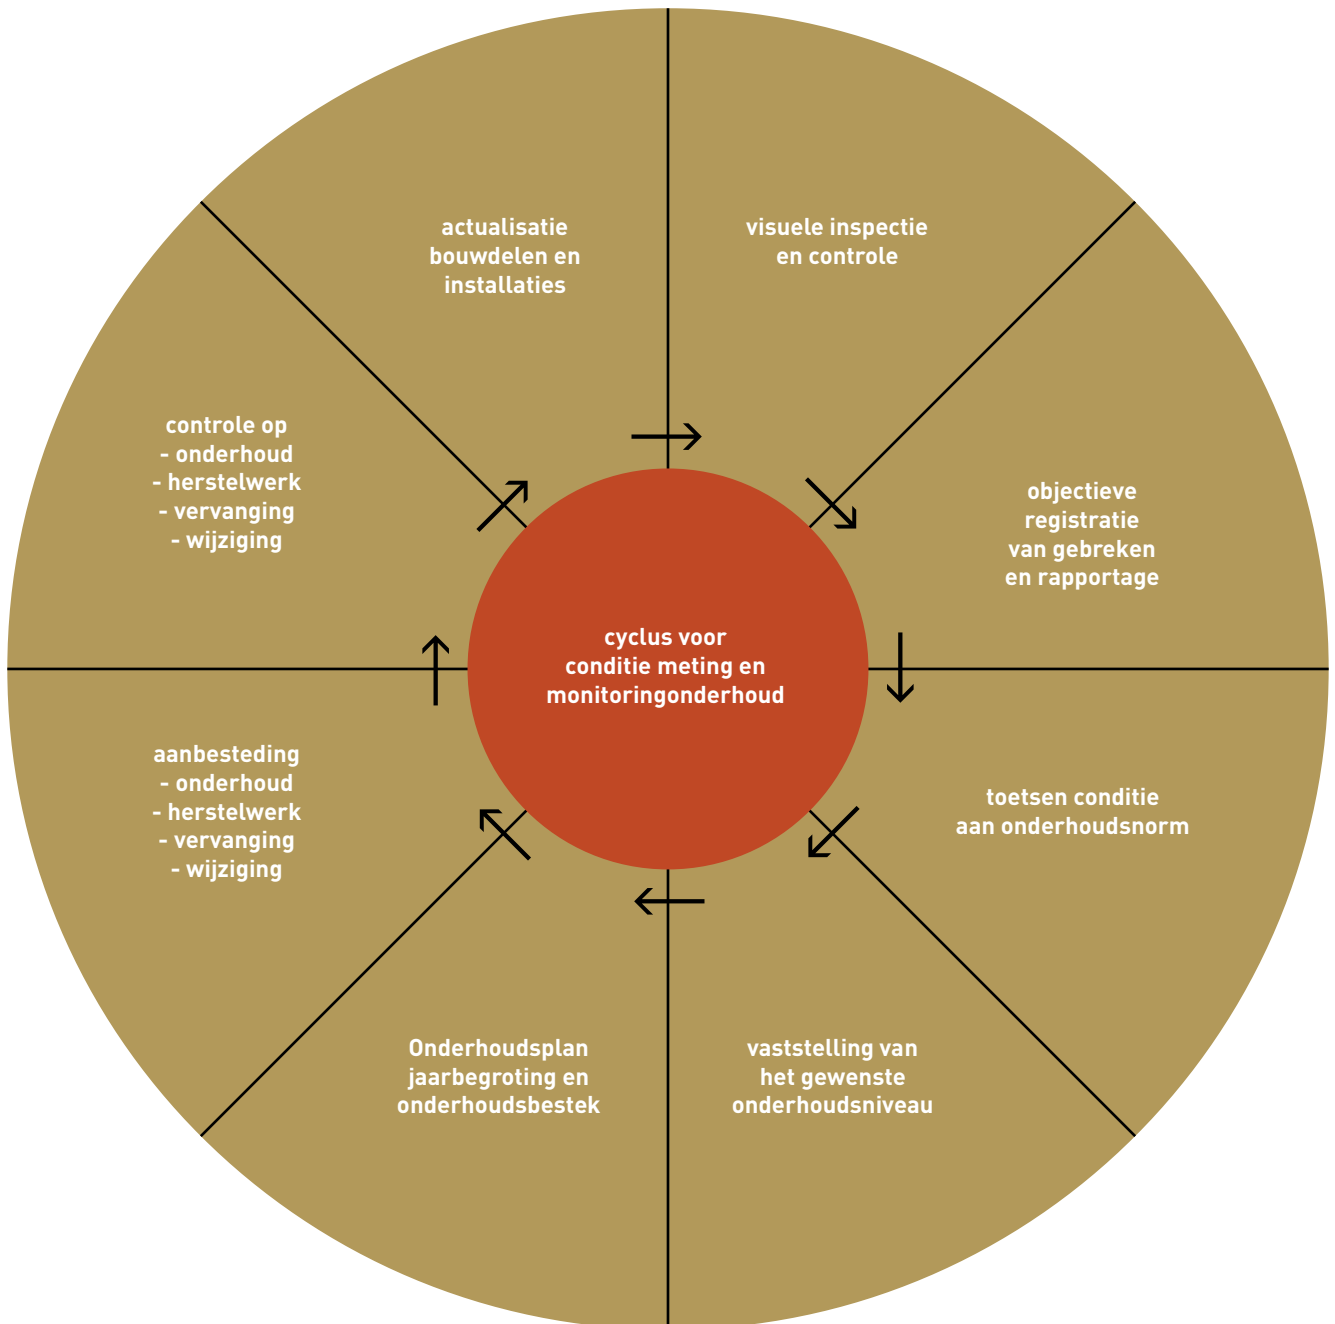 actualisatie
bouwdelen en
installaties
visuele inspectie
en controle
objectieve
registratie
van gebreken
en rapportage
toetsen conditie
aan onderhoudsnorm
vaststelling van
het gewenste
onderhoudsniveau
Onderhoudsplan
jaarbegroting en
onderhoudsbestek
aanbesteding
- onderhoud
- herstelwerk
- vervanging
- wijziging
controle op
- onderhoud
- herstelwerk
- vervanging
- wijziging
cyclus voor
conditie meting en
monitoringonderhoud